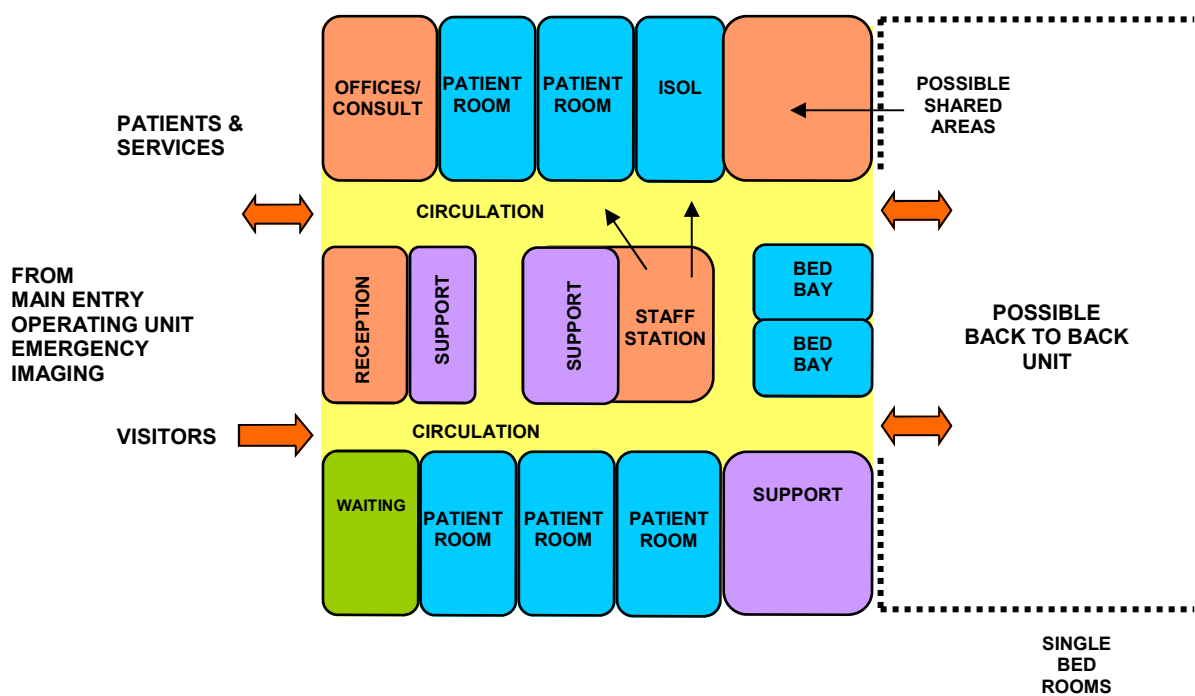 OFFICES/
CONSULT
PATIENT
ROOM
PATIENT
ROOM
ISOL
POSSIBLE
SHARED
AREAS
PATIENTS &
SERVICES
CIRCULATION
FROM
MAIN ENTRY
OPERATING UNIT
EMERGENCY
IMAGING
RECEPTION
SUPPORT
SUPPORT
STAFF
STATION
BED
BAY
BED
BAY
POSSIBLE
BACK TO BACK
UNIT
VISITORS
CIRCULATION
WAITING
PATIENT
ROOM
PATIENT
ROOM
PATIENT
ROOM
SUPPORT
SINGLE
BED
ROOMS